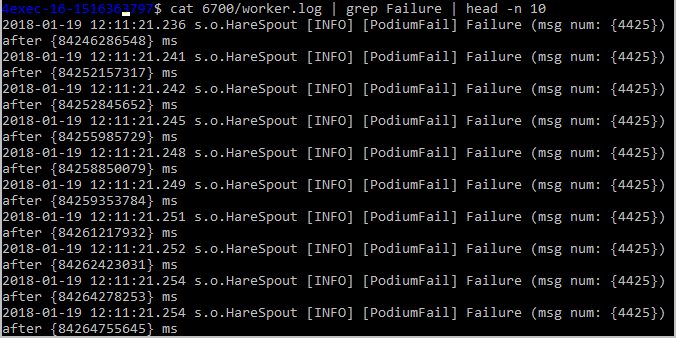 4exec-16-1516363797$ cat 6700/worker.log | grep Failure | head -n 10
2018-01-19 12:11:21.236 s.o.HareSpout [INFO] [PodiumFail] Failure (msg num: {4425})
after {84246286548} ms
2018-01-19 12:11:21.241 s.o.HareSpout [INFO] [PodiumFail] Failure (msg num: {4425})
after {84252157317} ms
2018-01-19 12:11:21.242 s.o.HareSpout [INFO] [PodiumFail] Failure (msg num: {4425})
after {84252845652} ms
2018-01-19 12:11:21.245 s.o.HareSpout [INFO] [PodiumFail] Failure (msg num: {4425})
after {84255985729} ms
2018-01-19 12:11:21.248 s.o.HareSpout [INFO] [PodiumFail] Failure (msg num: {4425})
after {84258850079} ms
2018-01-19 12:11:21.249 s.o.HareSpout [INFO] [PodiumFail] Failure (msg num: {4425})
after {84259353784} ms
2018-01-19 12:11:21.251 s.o.HareSpout [INFO] [PodiumFail] Failure (msg num: {4425})
after {84261217932} ms
2018-01-19 12:11:21.252 s.o.HareSpout [INFO] [PodiumFail] Failure (msg num: {4425})
after {84262423031} ms
2018-01-19 12:11:21.254 s.o.HareSpout [INFO] [PodiumFail] Failure (msg num: {4425})
after {84264278253} ms
2018-01-19 12:11:21.254 s.o.HareSpout [INFO] [PodiumFail] Failure (msg num: {4425})
after {84264755645} ms